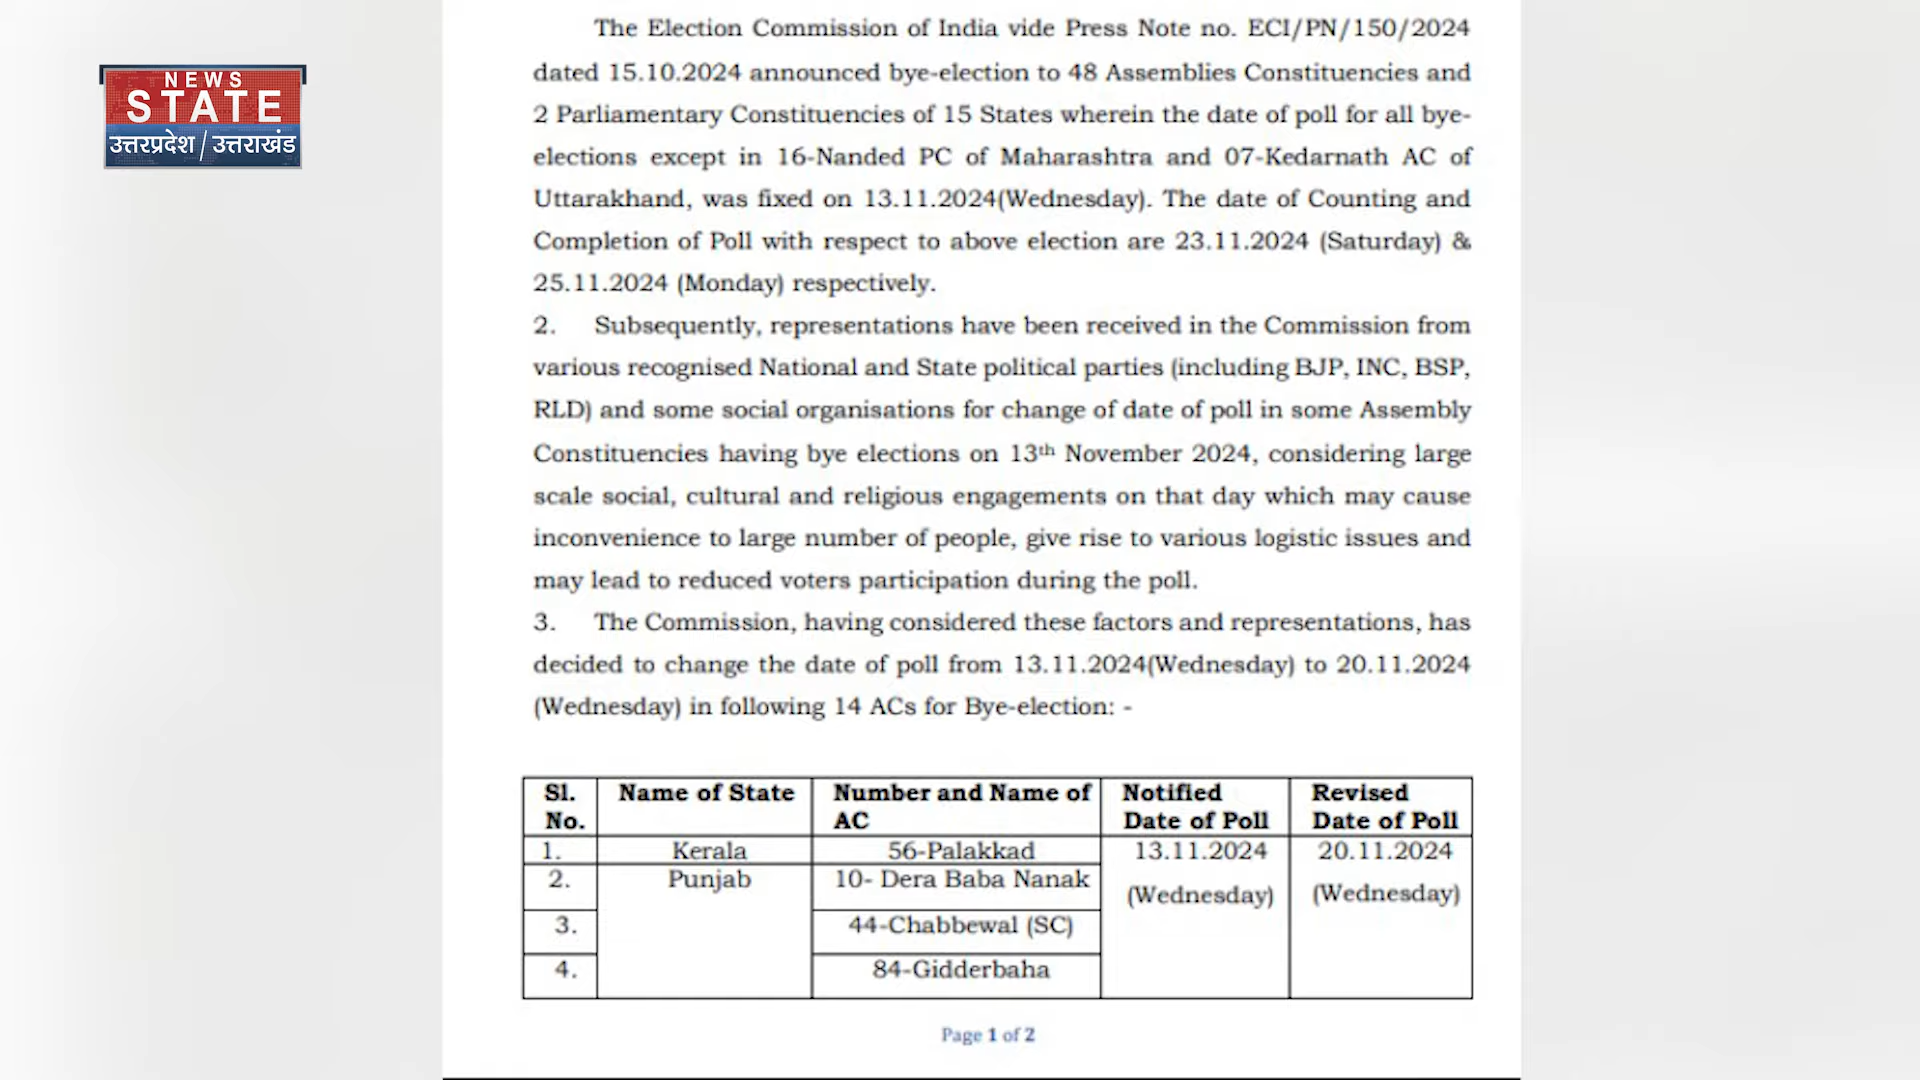 NEWS
STATE
उत्तरप्रदेश / उत्तराखंड
The Election Commission of India vide Press Note no. ECI/PN/150/2024
dated 15.10.2024 announced bye-election to 48 Assemblies Constituencies and
2 Parliamentary Constituencies of 15 States wherein the date of poll for all bye-
elections except in 16-Nanded PC of Maharashtra and 07-Kedarnath AC of
Uttarakhand, was fixed on 13.11.2024(Wednesday). The date of Counting and
Completion of Poll with respect to above election are 23.11.2024 (Saturday) &
25.11.2024 (Monday) respectively.
2. Subsequently, representations have been received in the Commission from
various recognised National and State political parties (including BJP, INC, BSP,
RLD) and some social organisations for change of date of poll in some Assembly
Constituencies having bye elections on 13th November 2024, considering large
scale social, cultural and religious engagements on that day which may cause
inconvenience to large number of people, give rise to various logistic issues and
may lead to reduced voters participation during the poll.
3. The Commission, having considered these factors and representations, has
decided to change the date of poll from 13.11.2024(Wednesday) to 20.11.2024
(Wednesday) in following 14 ACs for Bye-election: -
Sl. Name of State Number and Name of Notified Revised
No. AC Date of Poll Date of Poll
1. Kerala 56-Palakkad 13.11.2024 20.11.2024
2. Punjab 10- Dera Baba Nanak (Wednesday) (Wednesday)
3. 44-Chabbewal (SC)
4. 84-Gidderbaha
Page 1 of 2